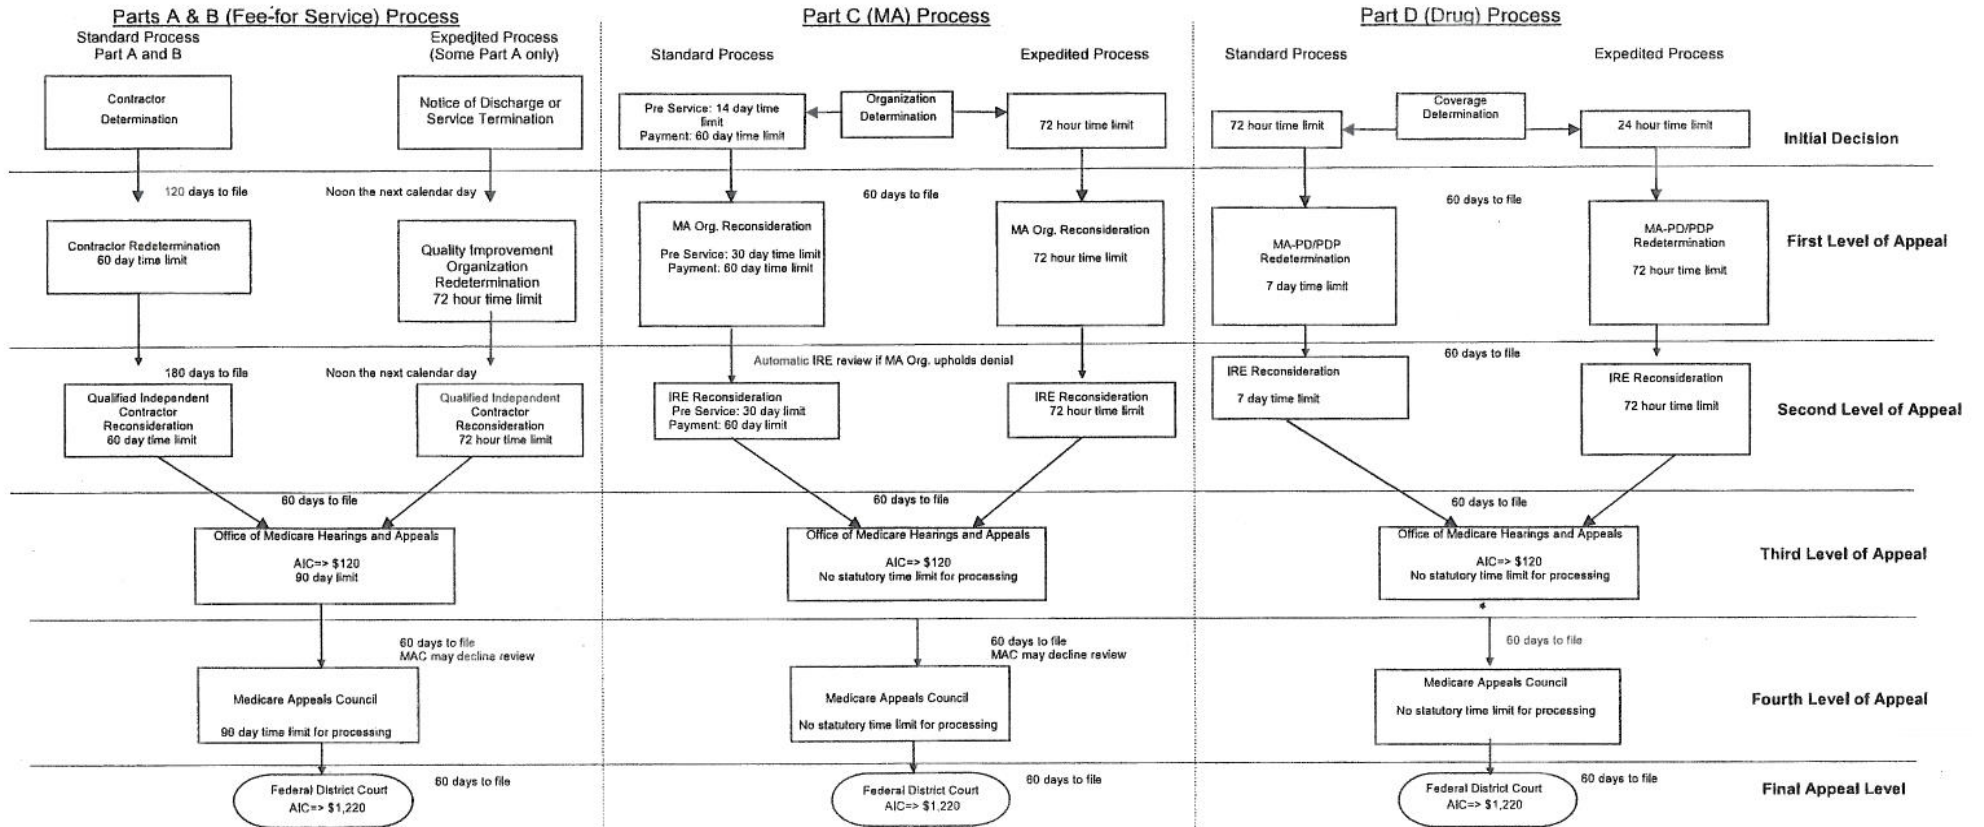 Parts A & B (Fee-for Service) Process
Standard Process
Part A and B
Expedited Process
(Some Part A only)
Contractor
Determination
Notice of Discharge or
Service Termination
120 days to file
Noon the next calendar day
Contractor Redetermination
60 day time limit
Quality Improvement
Organization
Redetermination
72 hour time limit
180 days to file
Noon the next calendar day
Qualified Independent
Contractor
Reconsideration
60 day time limit
Qualified Independent
Contractor
Reconsideration
72 hour time limit
60 days to file
Office of Medicare Hearings and Appeals
AIC=> $120
90 day limit
60 days to file
MAC may decline review
Medicare Appeals Council
90 day time limit for processing
60 days to file
Federal District Court
AIC=> $1,220
Part C (MA) Process
Standard Process
Expedited Process
Pre Service: 14 day time
limit
Payment: 60 day time limit
Organization
Determination
72 hour time limit
60 days to file
MA Org. Reconsideration
Pre Service: 30 day time limit
Payment: 60 day time limit
MA Org. Reconsideration
72 hour time limit
Automatic IRE review if MA Org. upholds denial
IRE Reconsideration
Pre Service: 30 day limit
Payment: 60 day limit
IRE Reconsideration
72 hour time limit
60 days to file
Office of Medicare Hearings and Appeals
AIC=> $120
No statutory time limit for processing
60 days to file
MAC may decline review
Medicare Appeals Council
No statutory time limit for processing
60 days to file
Federal District Court
AIC=> $1,220
Part D (Drug) Process
Standard Process
Expedited Process
72 hour time limit
Coverage
Determination
24 hour time limit
60 days to file
MA-PD/PDP
Redetermination
7 day time limit
MA-PD/PDP
Redetermination
72 hour time limit
60 days to file
IRE Reconsideration
7 day time limit
IRE Reconsideration
72 hour time limit
60 days to file
Office of Medicare Hearings and Appeals
AIC=> $120
No statutory time limit for processing
60 days to file
Medicare Appeals Council
No statutory time limit for processing
60 days to file
Federal District Court
AIC=> $1,220
Initial Decision
First Level of Appeal
Second Level of Appeal
Third Level of Appeal
Fourth Level of Appeal
Final Appeal Level